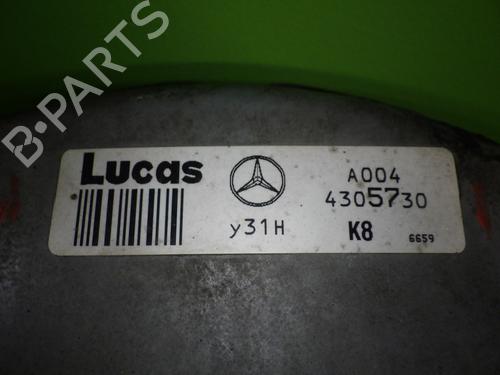 B-PARTS
Lucas
A004
4305730
y31H
K8
6659